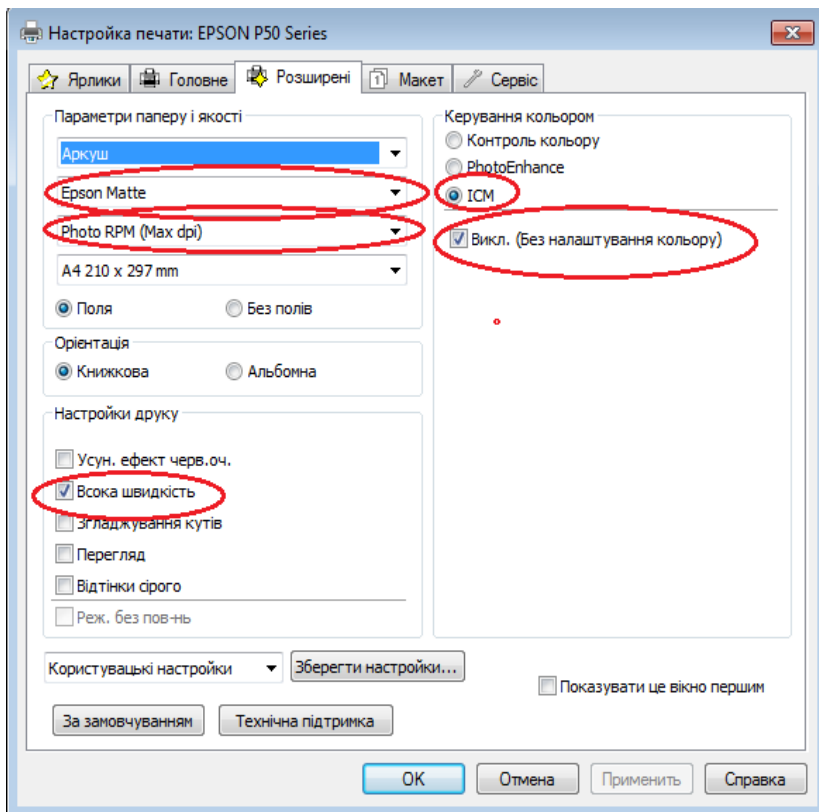 Настройка печати: EPSON P50 Series
Ярлики Головне Розширені Макет Сервіс
Параметри паперу і якості
Аркуш
Epson Matte
Photo RPM (Max dpi)
A4 210 x 297 mm
Поля Без полів
Орієнтація
Книжкова Альбомна
Настройки друку
Усун. ефект черв.оч.
Всока швидкість
Згладжування кутів
Перегляд
Відтінки сірого
Реж. без пов-нь
Керування кольором
Контроль кольору
PhotoEnhance
ICM
Викл. (Без налаштування кольору)
Користувацькі настройки Зберегти настройки...
Показувати це вікно першим
За замовчуванням Технічна підтримка
OK Отмена Применить Справка